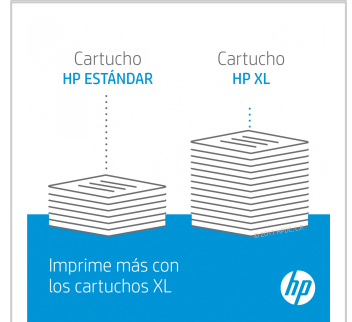 Cartucho
HP ESTÁNDAR
Cartucho
HP XL
Imprime más con
los cartuchos XL
hp